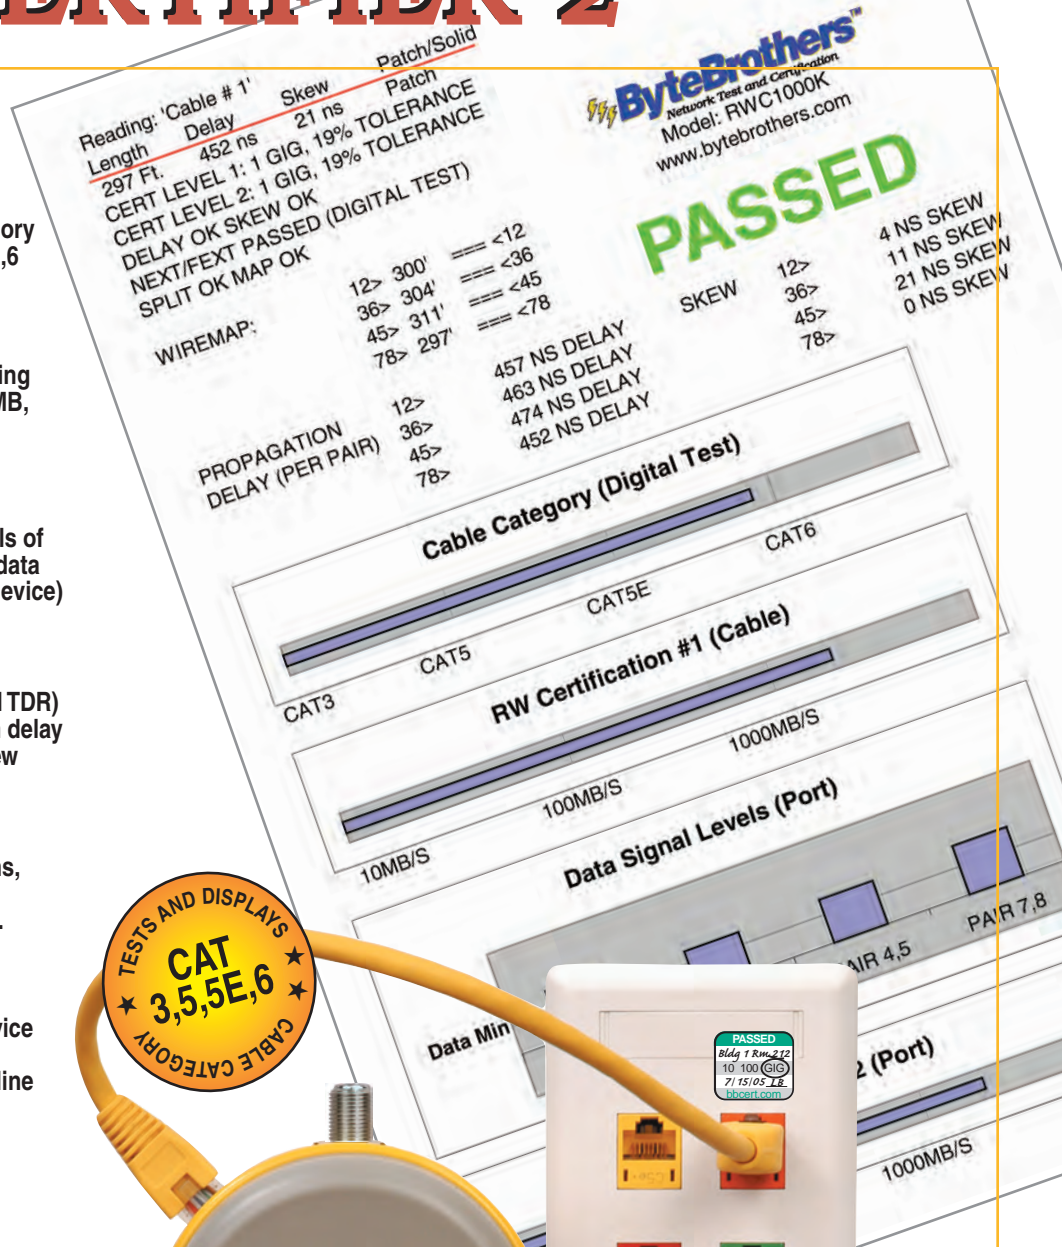 ERTIFIER 2
Reading: 'Cable # 1'
Length Delay Skew Patch/Solid
297 Ft. 452 ns 21 ns Patch
CERT LEVEL 1: 1 GIG, 19% TOLERANCE
CERT LEVEL 2: 1 GIG, 19% TOLERANCE
DELAY OK SKEW OK
NEXT/FEXT PASSED (DIGITAL TEST)
SPLIT OK MAP OK
ByteBrothers™
Network Test and Certification
Model: RWC1000K
www.bytebrothers.com
PASSED
WIREMAP:
12> 300' === <12
36> 304' === <36
45> 311' === <45
78> 297' === <78
SKEW
12> 4 NS SKEW
36> 11 NS SKEW
45> 21 NS SKEW
78> 0 NS SKEW
PROPAGATION
DELAY (PER PAIR)
12> 457 NS DELAY
36> 463 NS DELAY
45> 474 NS DELAY
78> 452 NS DELAY
Cable Category (Digital Test)
CAT3 CAT5 CAT5E CAT6
RW Certification #1 (Cable)
10MB/S 100MB/S 1000MB/S
Data Signal Levels (Port)
AIR 4,5 PAIR 7,8
Data Min
2 (Port)
1000MB/S
ory
,6
ing
MB,
ls of
data
evice)
TDR)
delay
ew
ns,
vice
line
TESTS AND DISPLAYS
CAT
3,5,5E,6
CABLE CATEGORY
PASSED
Bldg 1 Rm 212
10 100 GIG
7/15/05 LB
bbcert.com